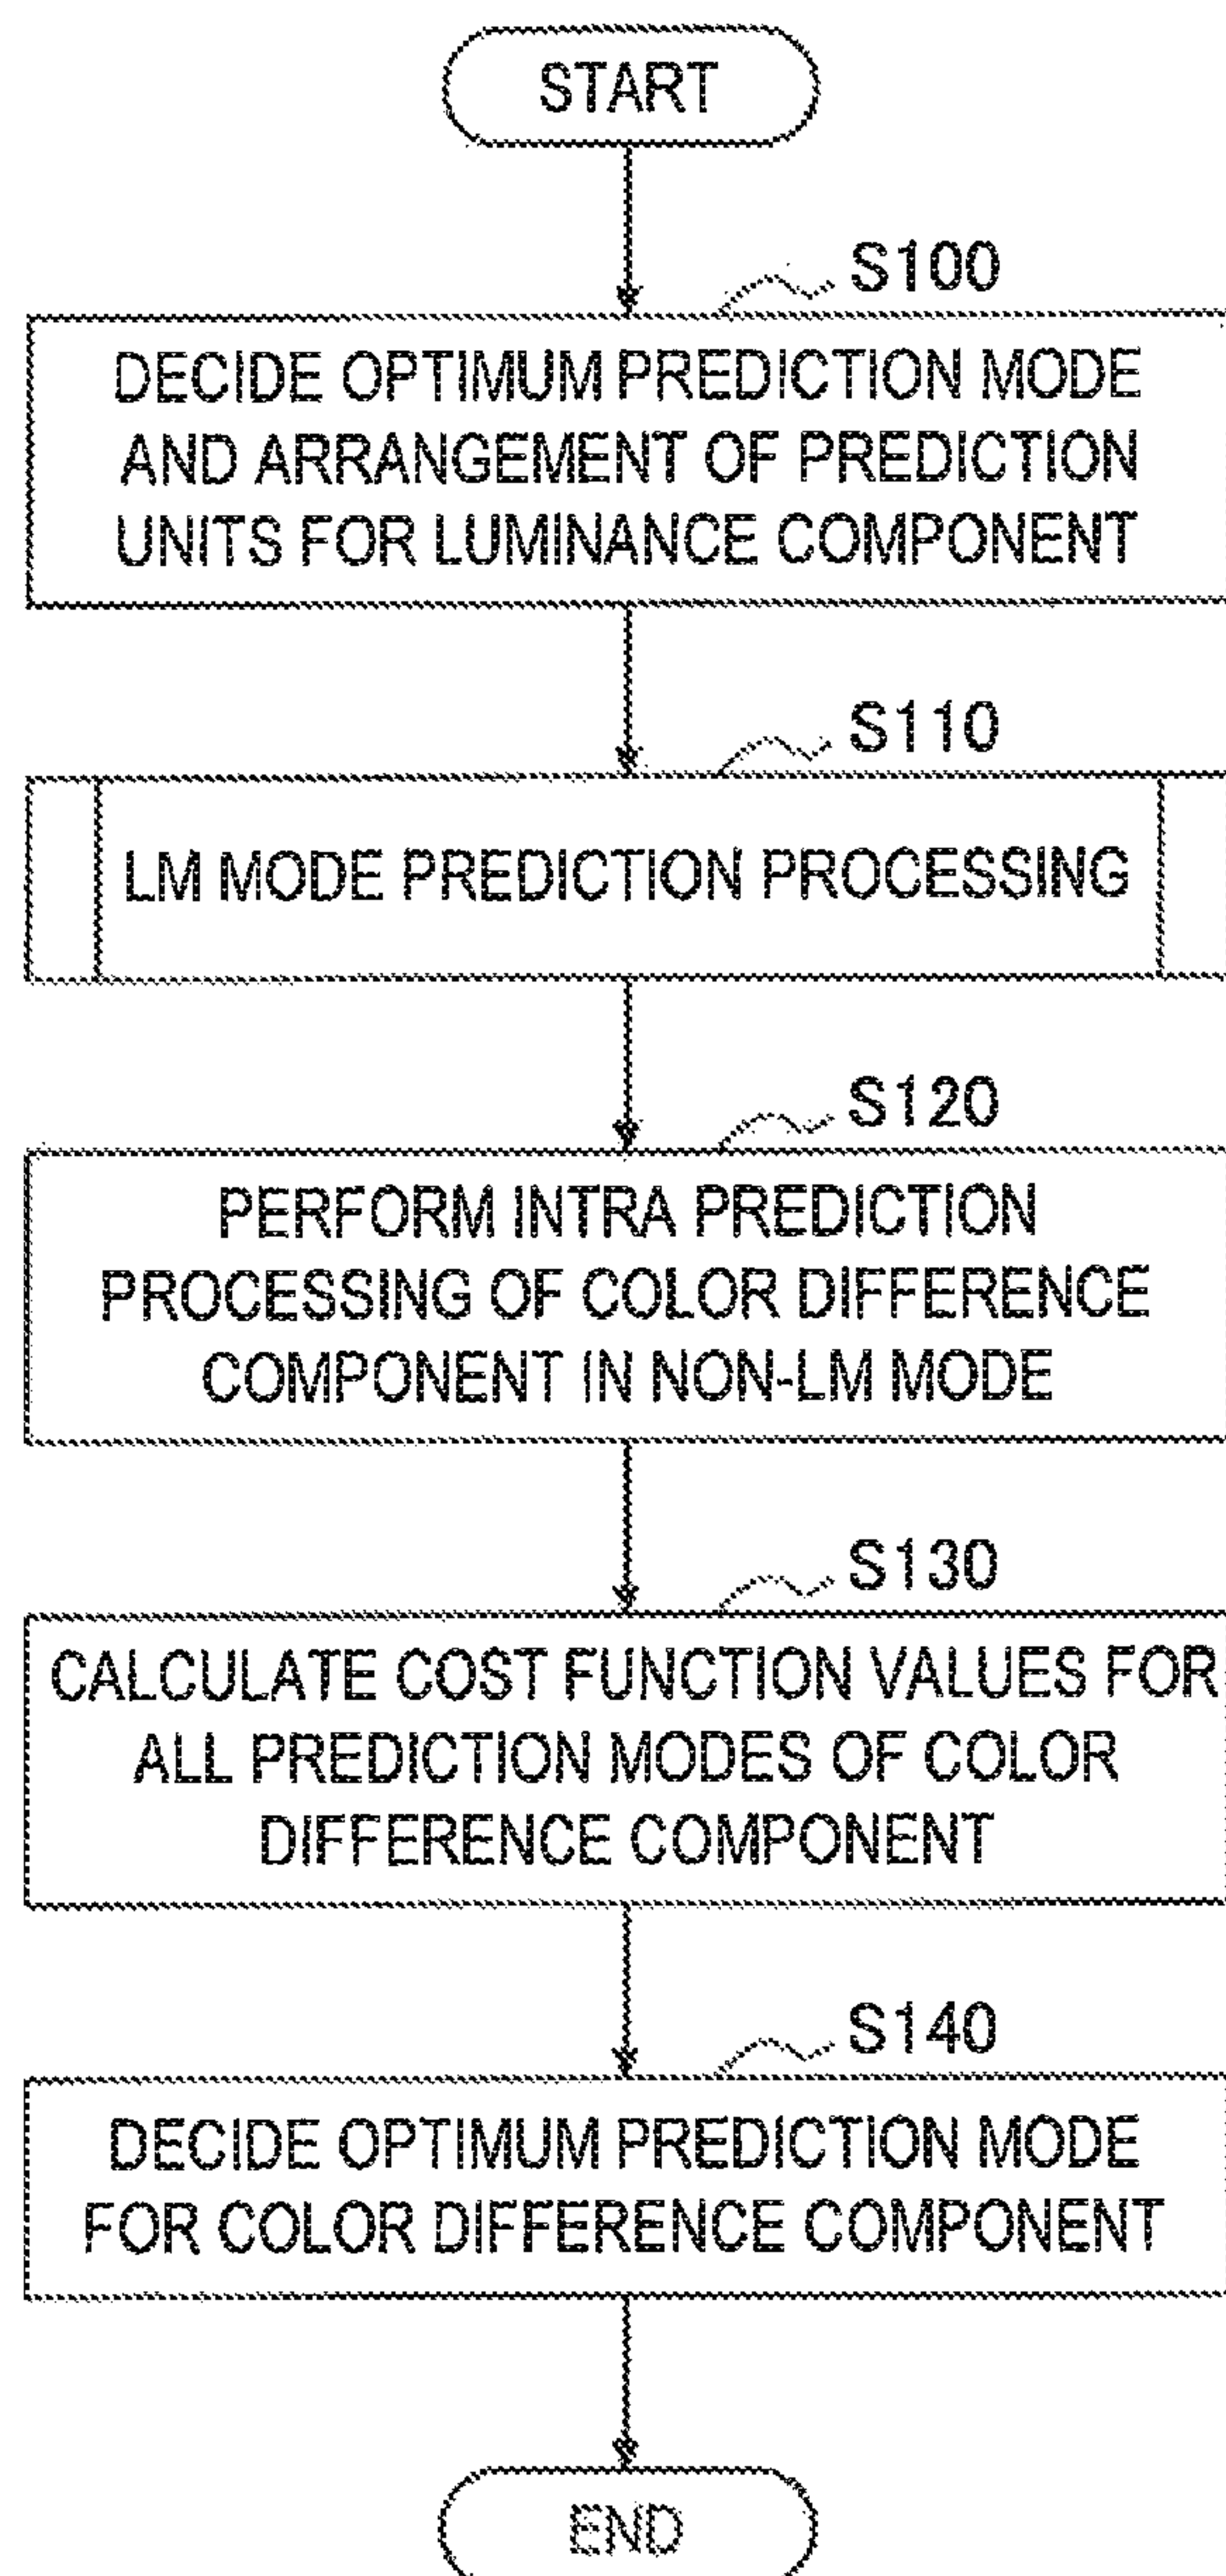 START
S100
DECIDE OPTIMUM PREDICTION MODE
AND ARRANGEMENT OF PREDICTION
UNITS FOR LUMINANCE COMPONENT
S110
LM MODE PREDICTION PROCESSING
S120
PERFORM INTRA PREDICTION
PROCESSING OF COLOR DIFFERENCE
COMPONENT IN NON-LM MODE
S130
CALCULATE COST FUNCTION VALUES FOR
ALL PREDICTION MODES OF COLOR
DIFFERENCE COMPONENT
S140
DECIDE OPTIMUM PREDICTION MODE
FOR COLOR DIFFERENCE COMPONENT
END